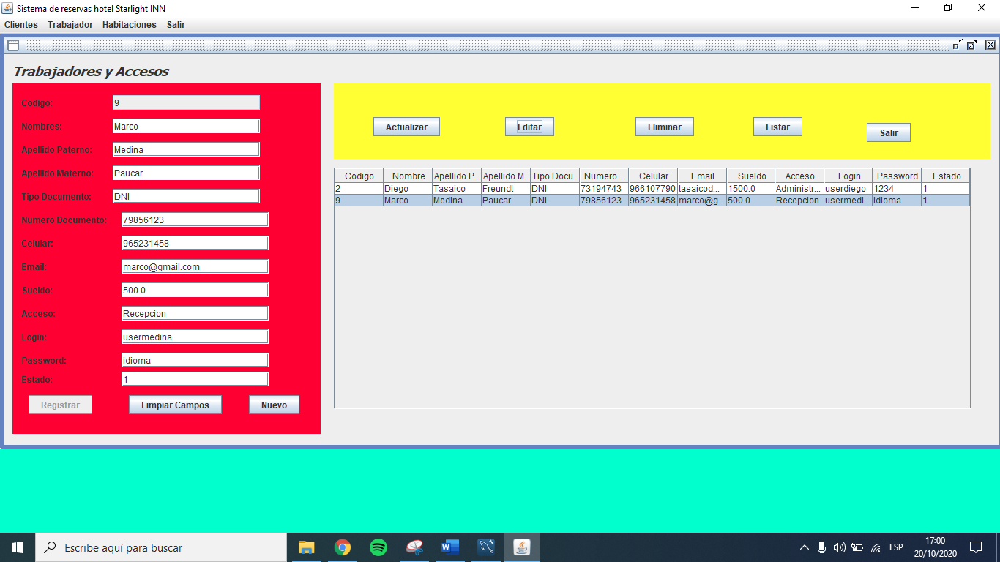 Sistema de reservas hotel Starlight INN
Clientes Trabajador Habitaciones Salir
Trabajadores y Accesos
Codigo: 9
Nombres: Marco
Apellido Paterno: Medina
Apellido Materno: Paucar
Tipo Documento: DNI
Numero Documento: 79856123
Celular: 965231458
Email: marco@gmail.com
Sueldo: 500.0
Acceso: Recepcion
Login: usermedina
Password: idioma
Estado: 1
Registrar Limpiar Campos Nuevo
Actualizar Editar Eliminar Listar Salir
Codigo Nombre Apellido P... Apellido M... Tipo Docu... Numero ... Celular Email Sueldo Acceso Login Password Estado
2 Diego Tasaico Freundt DNI 73194743 966107790 tasaicod... 1500.0 Administr... userdiego 1234 1
9 Marco Medina Paucar DNI 79856123 965231458 marco@g... 500.0 Recepcion usermedi... idioma 1
Escribe aquí para buscar
ESP
17:00
20/10/2020